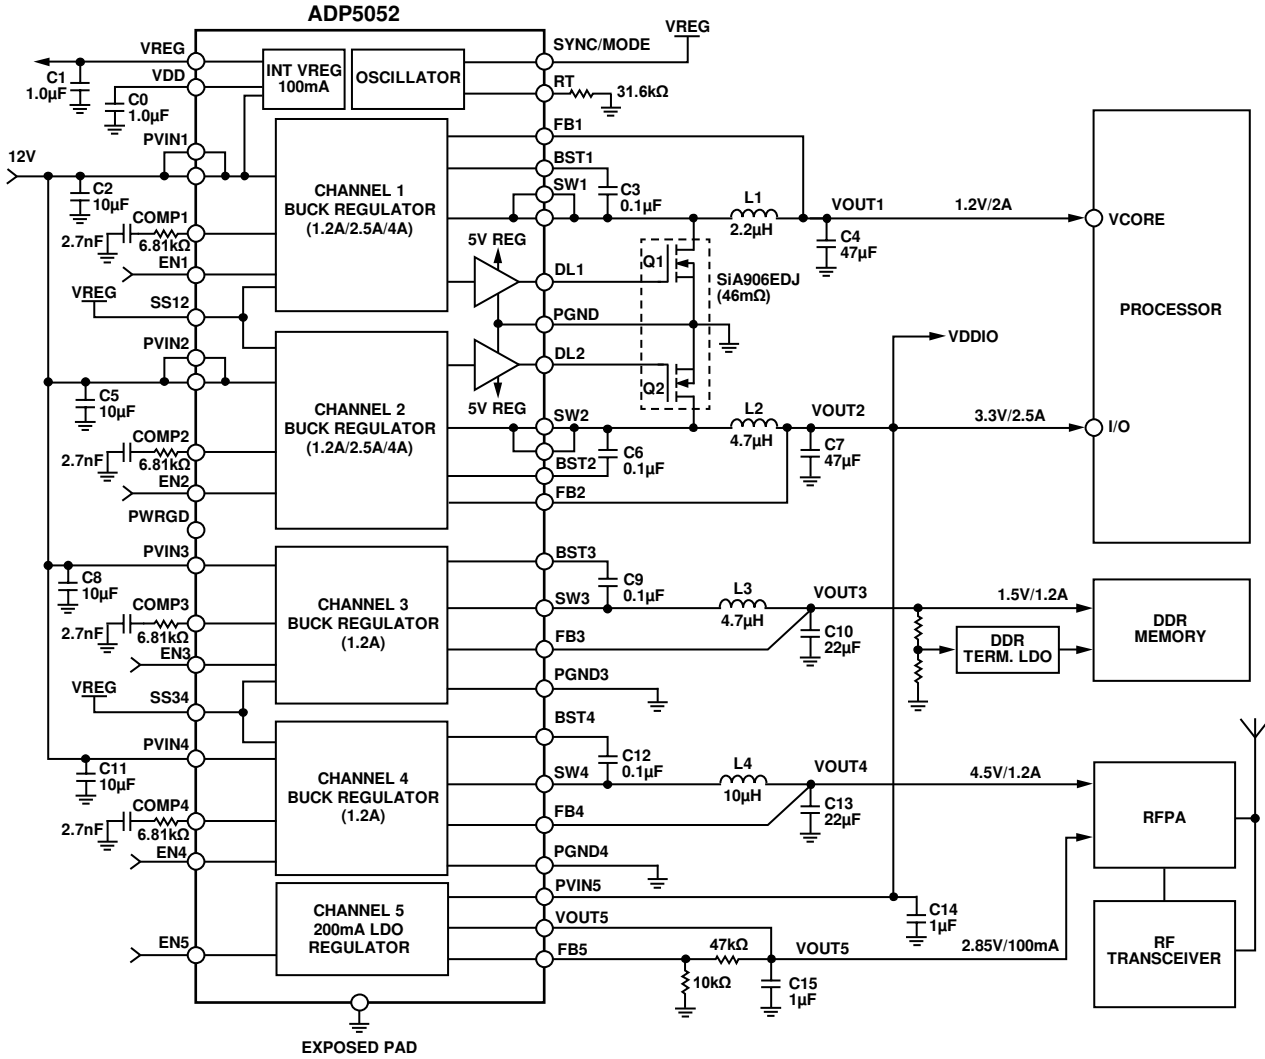 ADP5052
VREG
C1
1.0µF
VDD
C0
1.0µF
INT VREG
100mA
OSCILLATOR
SYNC/MODE
VREG
RT
31.6kΩ
PVIN1
12V
C2
10µF
COMP1
2.7nF
6.81kΩ
EN1
VREG
SS12
CHANNEL 1
BUCK REGULATOR
(1.2A/2.5A/4A)
FB1
BST1
SW1
C3
0.1µF
L1
2.2µH
VOUT1
C4
47µF
1.2V/2A
VCORE
5V REG
DL1
Q1
SiA906EDJ
(46mΩ)
PGND
DL2
Q2
5V REG
PROCESSOR
VDDIO
PVIN2
C5
10µF
COMP2
2.7nF
6.81kΩ
EN2
PWRGD
CHANNEL 2
BUCK REGULATOR
(1.2A/2.5A/4A)
SW2
BST2
FB2
C6
0.1µF
L2
4.7µH
VOUT2
C7
47µF
3.3V/2.5A
I/O
PVIN3
C8
10µF
COMP3
2.7nF
6.81kΩ
EN3
VREG
SS34
CHANNEL 3
BUCK REGULATOR
(1.2A)
BST3
SW3
FB3
PGND3
C9
0.1µF
L3
4.7µH
VOUT3
C10
22µF
1.5V/1.2A
DDR
TERM. LDO
DDR
MEMORY
PVIN4
C11
10µF
COMP4
2.7nF
6.81kΩ
EN4
CHANNEL 4
BUCK REGULATOR
(1.2A)
BST4
SW4
FB4
PGND4
C12
0.1µF
L4
10µH
VOUT4
C13
22µF
4.5V/1.2A
RFPA
CHANNEL 5
200mA LDO
REGULATOR
EN5
PVIN5
VOUT5
FB5
47kΩ
10kΩ
VOUT5
C15
1µF
C14
1µF
2.85V/100mA
RF
TRANSCEIVER
EXPOSED PAD